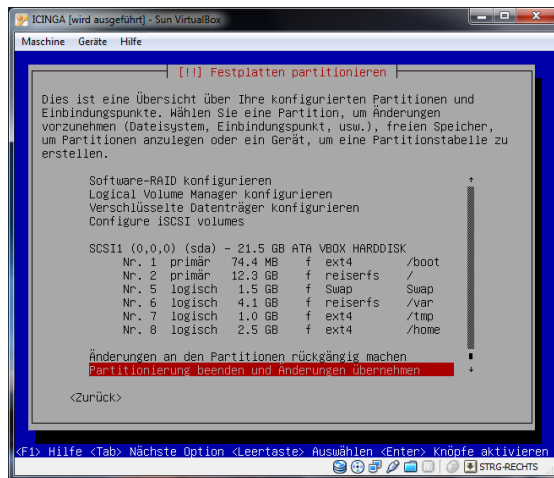 ICINGA [wird ausgeführt] - Sun VirtualBox
Maschine Geräte Hilfe
[!!] Festplatten partitionieren
Dies ist eine Übersicht über Ihre konfigurierten Partitionen und
Einbindungspunkte. Wählen Sie eine Partition, um Änderungen
vorzunehmen (Dateisystem, Einbindungspunkt, usw.), freien Speicher,
um Partitionen anzulegen oder ein Gerät, um eine Partitionstabelle zu
erstellen.
Software-RAID konfigurieren
Logical Volume Manager konfigurieren
Verschlüsselte Datenträger konfigurieren
Configure iSCSI volumes
SCSI1 (0,0,0) (sda) - 21.5 GB ATA VBOX HARDDISK
Nr. 1 primär 74.4 MB f ext4 /boot
Nr. 2 primär 12.3 GB f reiserfs /
Nr. 5 logisch 1.5 GB f Swap Swap
Nr. 6 logisch 4.1 GB f reiserfs /var
Nr. 7 logisch 1.0 GB f ext4 /tmp
Nr. 8 logisch 2.5 GB f ext4 /home
Änderungen an den Partitionen rückgängig machen
Partitionierung beenden und Änderungen übernehmen
<Zurück>
<F1> Hilfe <Tab> Nächste Option <Leertaste> Auswählen <Enter> Knöpfe aktivieren
STRG-RECHTS